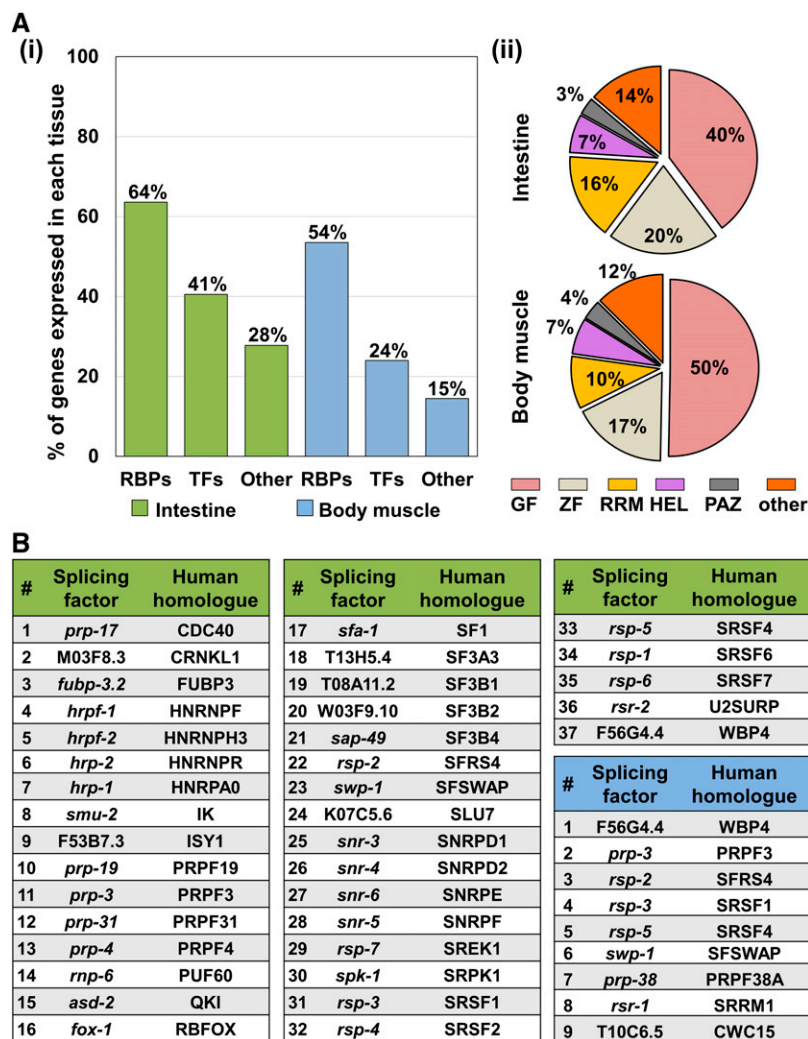 A
(i)
% of genes expressed in each tissue
100
80
60
40
20
0
64%
41%
28%
54%
24%
15%
RBPs TFs Other RBPs TFs Other
Intestine Body muscle
(ii)
Intestine
3%
14%
40%
7%
16%
20%
Body muscle
12%
4%
7%
50%
10%
17%
GF ZF RRM HEL PAZ other
B
# Splicing factor Human homologue
1 prp-17 CDC40
2 M03F8.3 CRNKL1
3 fubp-3.2 FUBP3
4 hrpf-1 HNRNPF
5 hrpf-2 HNRNPH3
6 hrp-2 HNRNPR
7 hrp-1 HNRPA0
8 smu-2 IK
9 F53B7.3 ISY1
10 prp-19 PRPF19
11 prp-3 PRPF3
12 prp-31 PRPF31
13 prp-4 PRPF4
14 rnp-6 PUF60
15 asd-2 QKI
16 fox-1 RBFOX
# Splicing factor Human homologue
17 sfa-1 SF1
18 T13H5.4 SF3A3
19 T08A11.2 SF3B1
20 W03F9.10 SF3B2
21 sap-49 SF3B4
22 rsp-2 SFRS4
23 swp-1 SFSWAP
24 K07C5.6 SLU7
25 snr-3 SNRPD1
26 snr-4 SNRPD2
27 snr-6 SNRPE
28 snr-5 SNRPF
29 rsp-7 SREK1
30 spk-1 SRPK1
31 rsp-3 SRSF1
32 rsp-4 SRSF2
# Splicing factor Human homologue
33 rsp-5 SRSF4
34 rsp-1 SRSF6
35 rsp-6 SRSF7
36 rsr-2 U2SURP
37 F56G4.4 WBP4
# Splicing factor Human homologue
1 F56G4.4 WBP4
2 prp-3 PRPF3
3 rsp-2 SFRS4
4 rsp-3 SRSF1
5 rsp-5 SRSF4
6 swp-1 SFSWAP
7 prp-38 PRPF38A
8 rsr-1 SRRM1
9 T10C6.5 CWC15